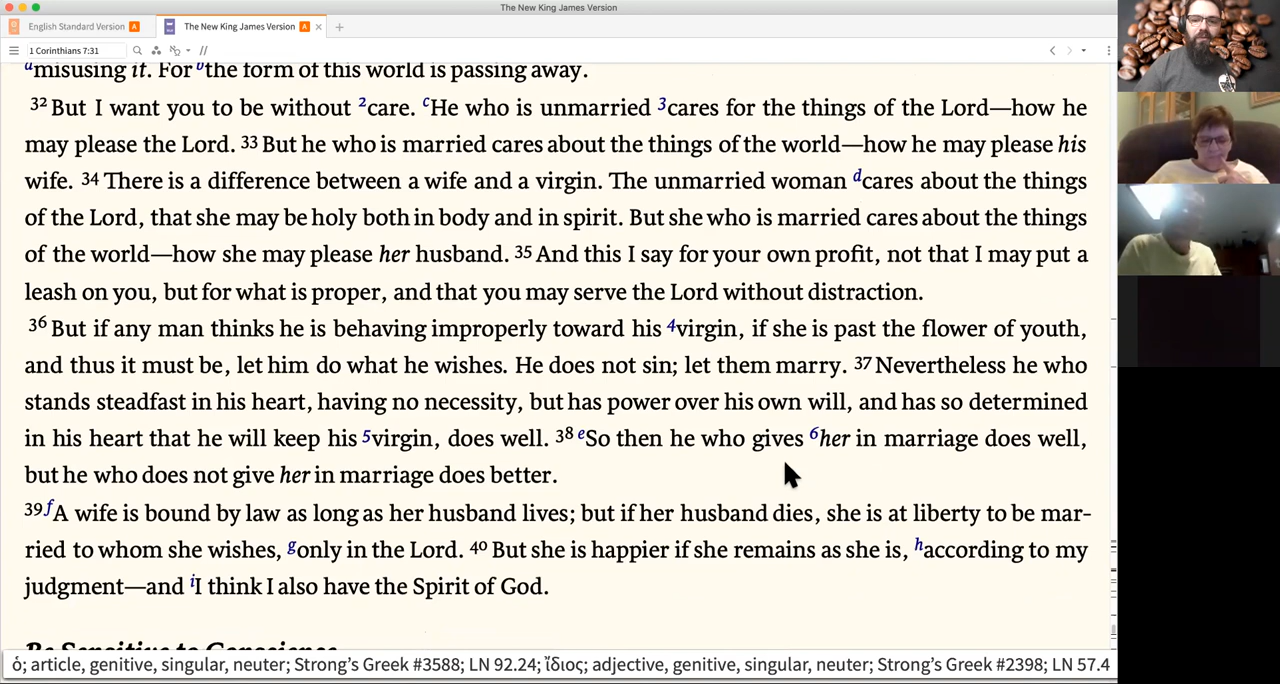 The New King James Version
English Standard Version A The New King James Version A
1 Corinthians 7:31
ᵃmisusing it. For ᵇthe form of this world is passing away.
32 But I want you to be without ²care. ᶜHe who is unmarried ³cares for the things of the Lord—how he
may please the Lord. 33 But he who is married cares about the things of the world—how he may please his
wife. 34 There is a difference between a wife and a virgin. The unmarried woman ᵈcares about the things
of the Lord, that she may be holy both in body and in spirit. But she who is married cares about the things
of the world—how she may please her husband. 35 And this I say for your own profit, not that I may put a
leash on you, but for what is proper, and that you may serve the Lord without distraction.
36 But if any man thinks he is behaving improperly toward his ⁴virgin, if she is past the flower of youth,
and thus it must be, let him do what he wishes. He does not sin; let them marry. 37 Nevertheless he who
stands steadfast in his heart, having no necessity, but has power over his own will, and has so determined
in his heart that he will keep his ⁵virgin, does well. 38 ᵉSo then he who gives ⁶her in marriage does well,
but he who does not give her in marriage does better.
39 ᶠA wife is bound by law as long as her husband lives; but if her husband dies, she is at liberty to be mar-
ried to whom she wishes, ᵍonly in the Lord. 40 But she is happier if she remains as she is, ʰaccording to my
judgment—and ⁱI think I also have the Spirit of God.
Be Sensitive to Conscience
ὁ; article, genitive, singular, neuter; Strong's Greek #3588; LN 92.24; ἴδιος; adjective, genitive, singular, neuter; Strong's Greek #2398; LN 57.4